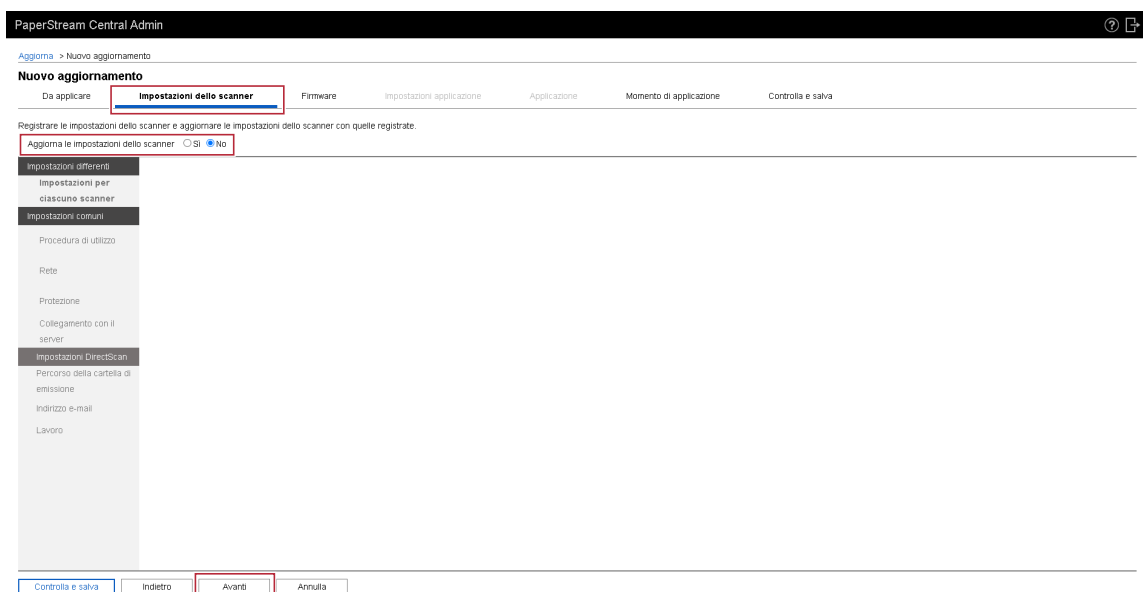 PaperStream Central Admin
Aggiorna > Nuovo aggiornamento
Nuovo aggiornamento
Da applicare Impostazioni dello scanner Firmware Impostazioni applicazione Applicazione Momento di applicazione Controlla e salva
Registrare le impostazioni dello scanner e aggiornare le impostazioni dello scanner con quelle registrate.
Aggiorna le impostazioni dello scanner Sì No
Impostazioni differenti
Impostazioni per
ciascuno scanner
Impostazioni comuni
Procedura di utilizzo
Rete
Protezione
Collegamento con il
server
Impostazioni DirectScan
Percorso della cartella di
emissione
Indirizzo e-mail
Lavoro
Controlla e salva Indietro Avanti Annulla